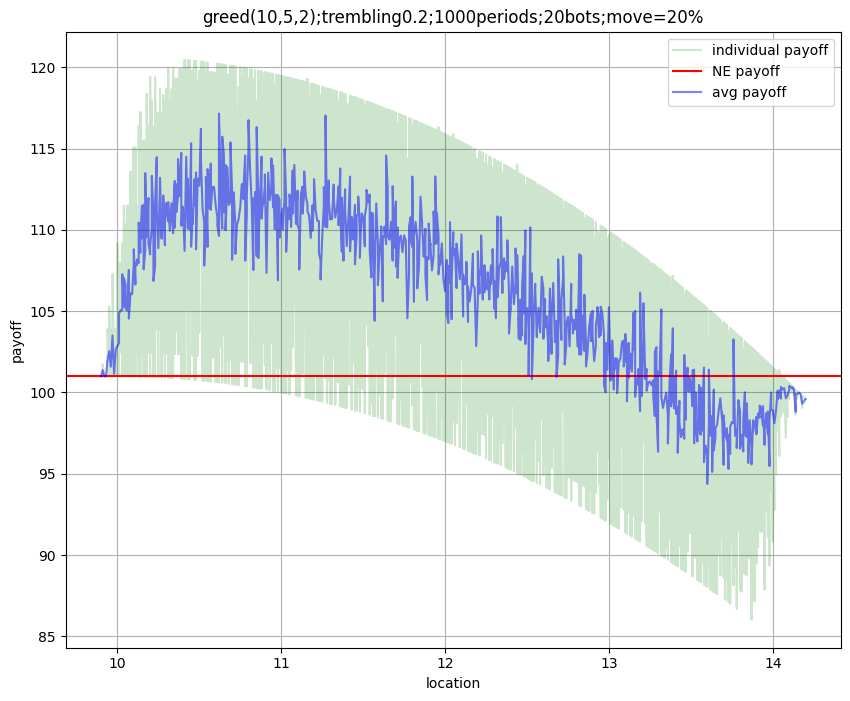 greed(10,5,2);trembling0.2;1000periods;20bots;move=20%
individual payoff
NE payoff
avg payoff
120
115
110
105
100
95
90
85
payoff
10
11
12
13
14
location